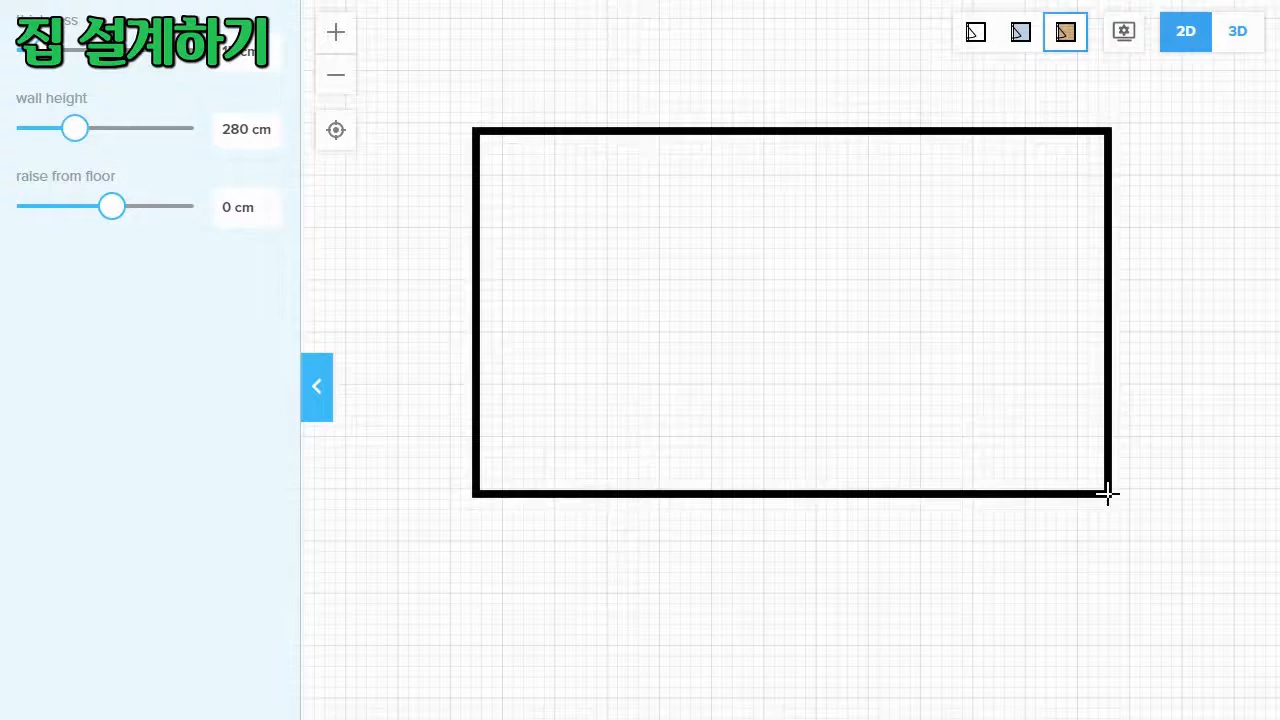 집 설계하기
wall height
280 cm
raise from floor
0 cm
2D
3D